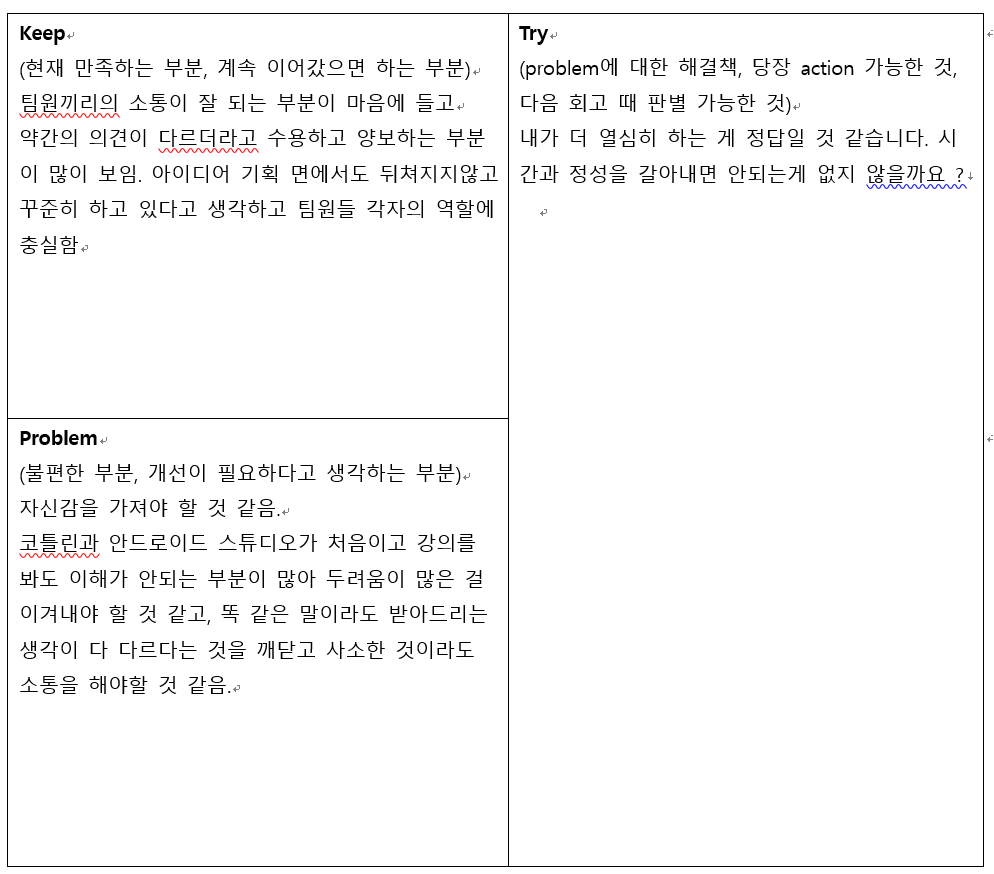 Keep
(현재 만족하는 부분, 계속 이어갔으면 하는 부분)
팀원끼리의 소통이 잘 되는 부분이 마음에 들고
약간의 의견이 다르더라고 수용하고 양보하는 부분
이 많이 보임. 아이디어 기획 면에서도 뒤쳐지지않고
꾸준히 하고 있다고 생각하고 팀원들 각자의 역할에
충실함
Problem
(불편한 부분, 개선이 필요하다고 생각하는 부분)
자신감을 가져야 할 것 같음.
코틀린과 안드로이드 스튜디오가 처음이고 강의를
봐도 이해가 안되는 부분이 많아 두려움이 많은 걸
이겨내야 할 것 같고, 똑 같은 말이라도 받아드리는
생각이 다 다르다는 것을 깨닫고 사소한 것이라도
소통을 해야할 것 같음.
Try
(problem에 대한 해결책, 당장 action 가능한 것,
다음 회고 때 판별 가능한 것)
내가 더 열심히 하는 게 정답일 것 같습니다. 시
간과 정성을 갈아내면 안되는게 없지 않을까요 ?